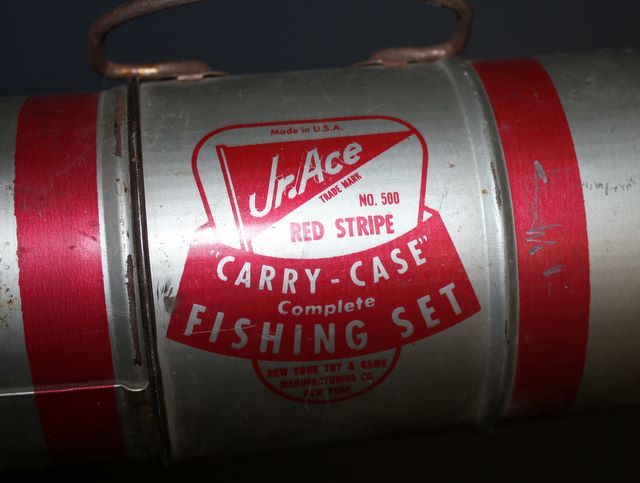 Made in U.S.A.
Jr. Ace
TRADE MARK
NO. 500
RED STRIPE
"CARRY-CASE"
Complete
FISHING SET
NEW YORK TOY & GAME
MANUFACTURING CO
NEW YORK